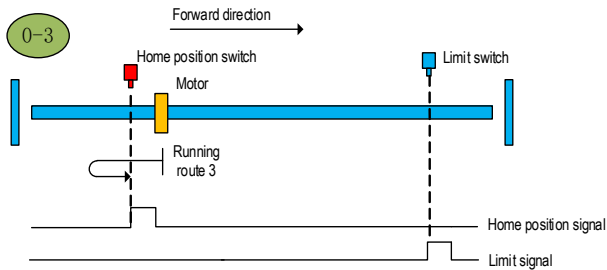 0-3
Forward direction
Home position switch
Limit switch
Motor
Running
route 3
Home position signal
Limit signal